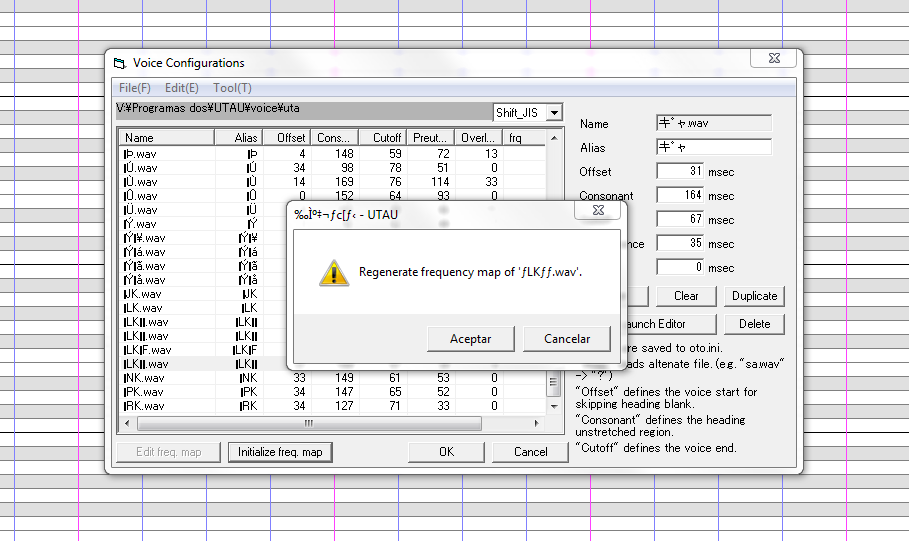 Voice Configurations
File(F) Edit(E) Tool(T)
V:¥Programas dos¥UTAU¥voice¥uta
Shift_JIS
Name Alias Offset Cons... Cutoff Preut... Overl... frq
|Þ.wav |Þ 4 148 59 72 13
|Ú.wav |Ú 34 98 78 51 0
|Ù.wav |Ù 14 169 76 114 33
|Û.wav |Û 0 152 64 93 0
|Ü.wav |Ü
|Ý.wav |Ý
|Ý|¥.wav |Ý|¥
|Ý|á.wav |Ý|á
|Ý|ã.wav |Ý|ã
|Ý|å.wav |Ý|å
|JK.wav |JK
|LK.wav |LK
|LK||.wav |LK||
|LK||.wav |LK||
|LK|F.wav |LK|F
|LK||.wav |LK||
|NK.wav |NK 33 149 61 53 0
|PK.wav |PK 34 147 65 52 0
|RK.wav |RK 34 127 71 33 0
Edit freq. map
Initialize freq. map
OK
Cancel
Name ギャ.wav
Alias ギャ
Offset 31 msec
Consonant 164 msec
67 msec
nce 35 msec
0 msec
Clear
Duplicate
aunch Editor
Delete
re saved to oto.ini.
ads altenate file. (e.g. "sa.wav"
-> "?")
"Offset" defines the voice start for
skipping heading blank.
"Consonant" defines the heading
unstretched region.
"Cutoff" defines the voice end.
- UTAU
Regenerate frequency map of 'ƒLKƒƒ.wav'.
Aceptar
Cancelar